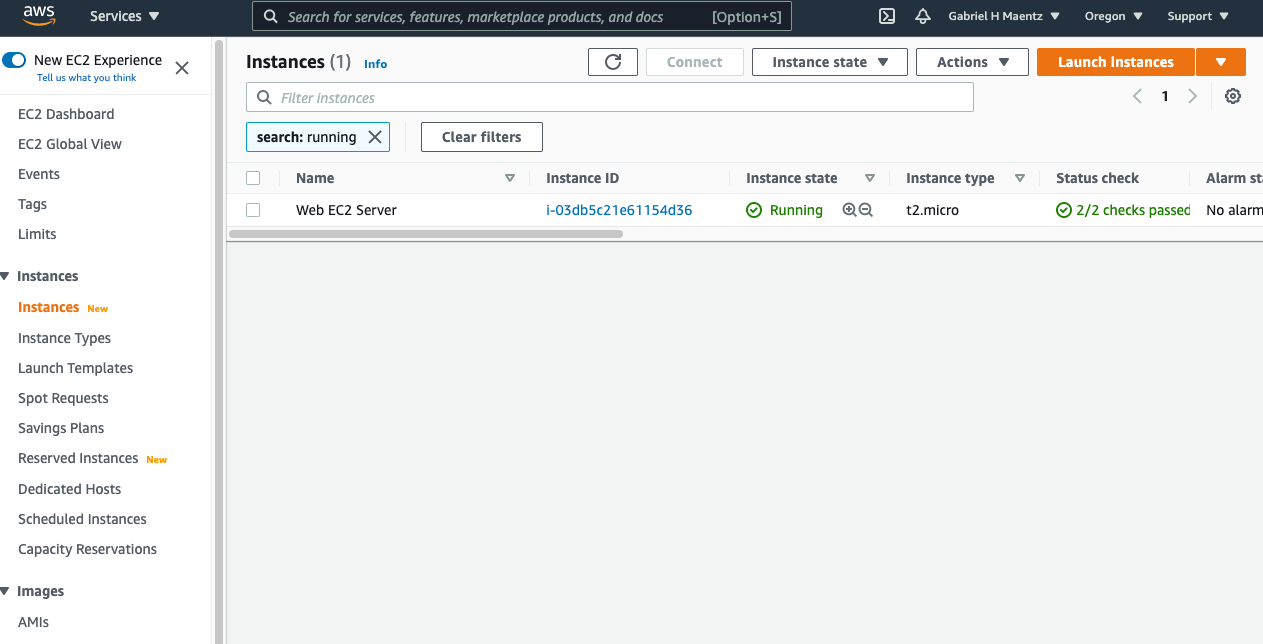 aws
Services
Search for services, features, marketplace products, and docs [Option+S]
Gabriel H Maentz
Oregon
Support
New EC2 Experience
Tell us what you think
EC2 Dashboard
EC2 Global View
Events
Tags
Limits
Instances
Instances New
Instance Types
Launch Templates
Spot Requests
Savings Plans
Reserved Instances New
Dedicated Hosts
Scheduled Instances
Capacity Reservations
Images
AMIs
Instances (1) Info
Connect
Instance state
Actions
Launch instances
Filter instances
1
search: running
Clear filters
Name Instance ID Instance state Instance type Status check Alarm sta
Web EC2 Server i-03db5c21e61154d36 Running t2.micro 2/2 checks passed No alarm